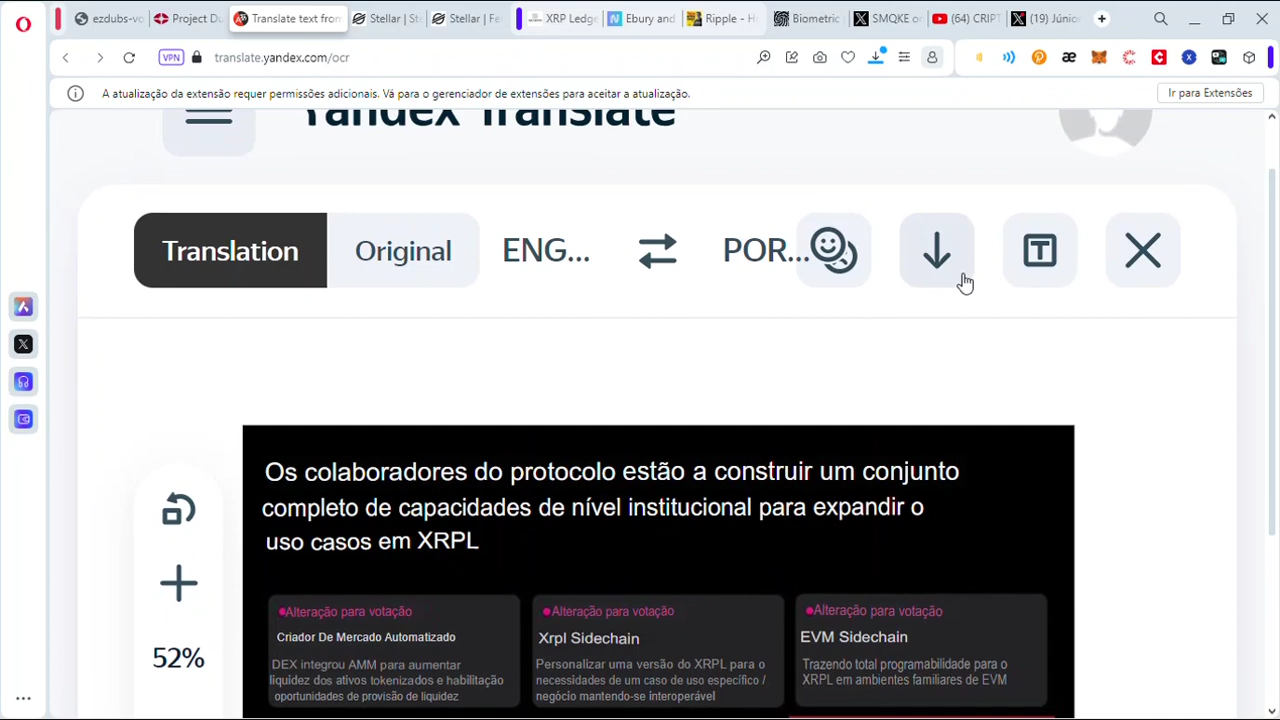 ezdubs-vo
Project Du
Translate text from
Stellar | St
Stellar | Fe
XRP Ledge
Ebury and
Ripple - H
Biometric
SMQKE on
(64) CRIPT
(19) Júnio
VPN
translate.yandex.com/ocr
A atualização da extensão requer permissões adicionais. Vá para o gerenciador de extensões para aceitar a atualização.
Ir para Extensões
Yandex Translate
Translation
Original
ENG...
POR...
Os colaboradores do protocolo estão a construir um conjunto
completo de capacidades de nível institucional para expandir o
uso casos em XRPL
52%
Alteração para votação
Criador De Mercado Automatizado
DEX integrou AMM para aumentar
liquidez dos ativos tokenizados e habilitação
oportunidades de provisão de liquidez
Alteração para votação
Xrpl Sidechain
Personalizar uma versão do XRPL para o
necessidades de um caso de uso específico /
negócio mantendo-se interoperável
Alteração para votação
EVM Sidechain
Trazendo total programabilidade para o
XRPL em ambientes familiares de EVM